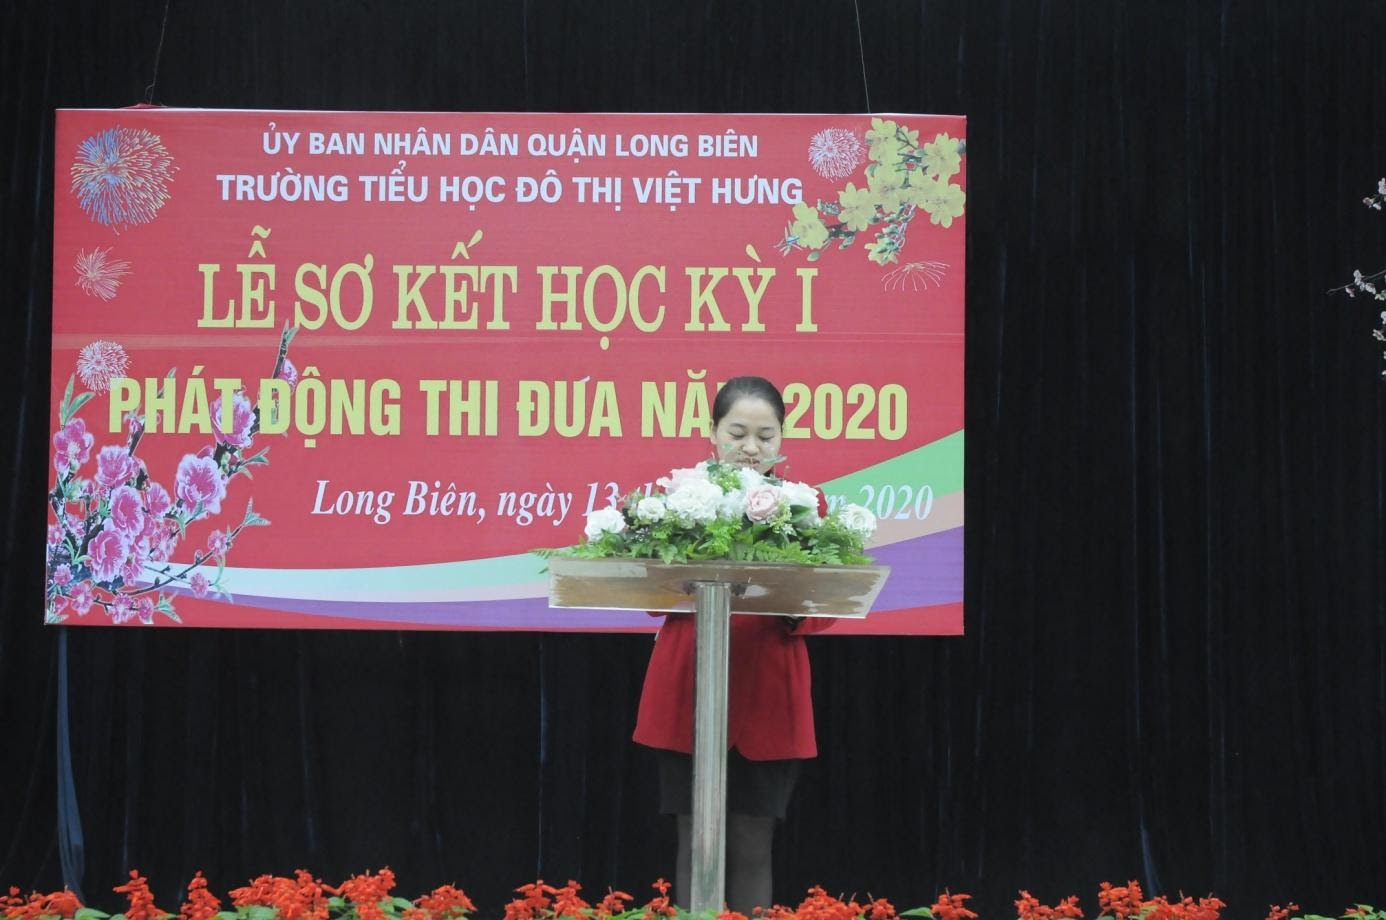 ỦY BAN NHÂN DÂN QUẬN LONG BIÊN
TRƯỜNG TIỂU HỌC ĐÔ THỊ VIỆT HƯNG
LỄ SƠ KẾT HỌC KỲ I
PHÁT ĐỘNG THI ĐUA 2020
Long Biên, ngày 13 2020